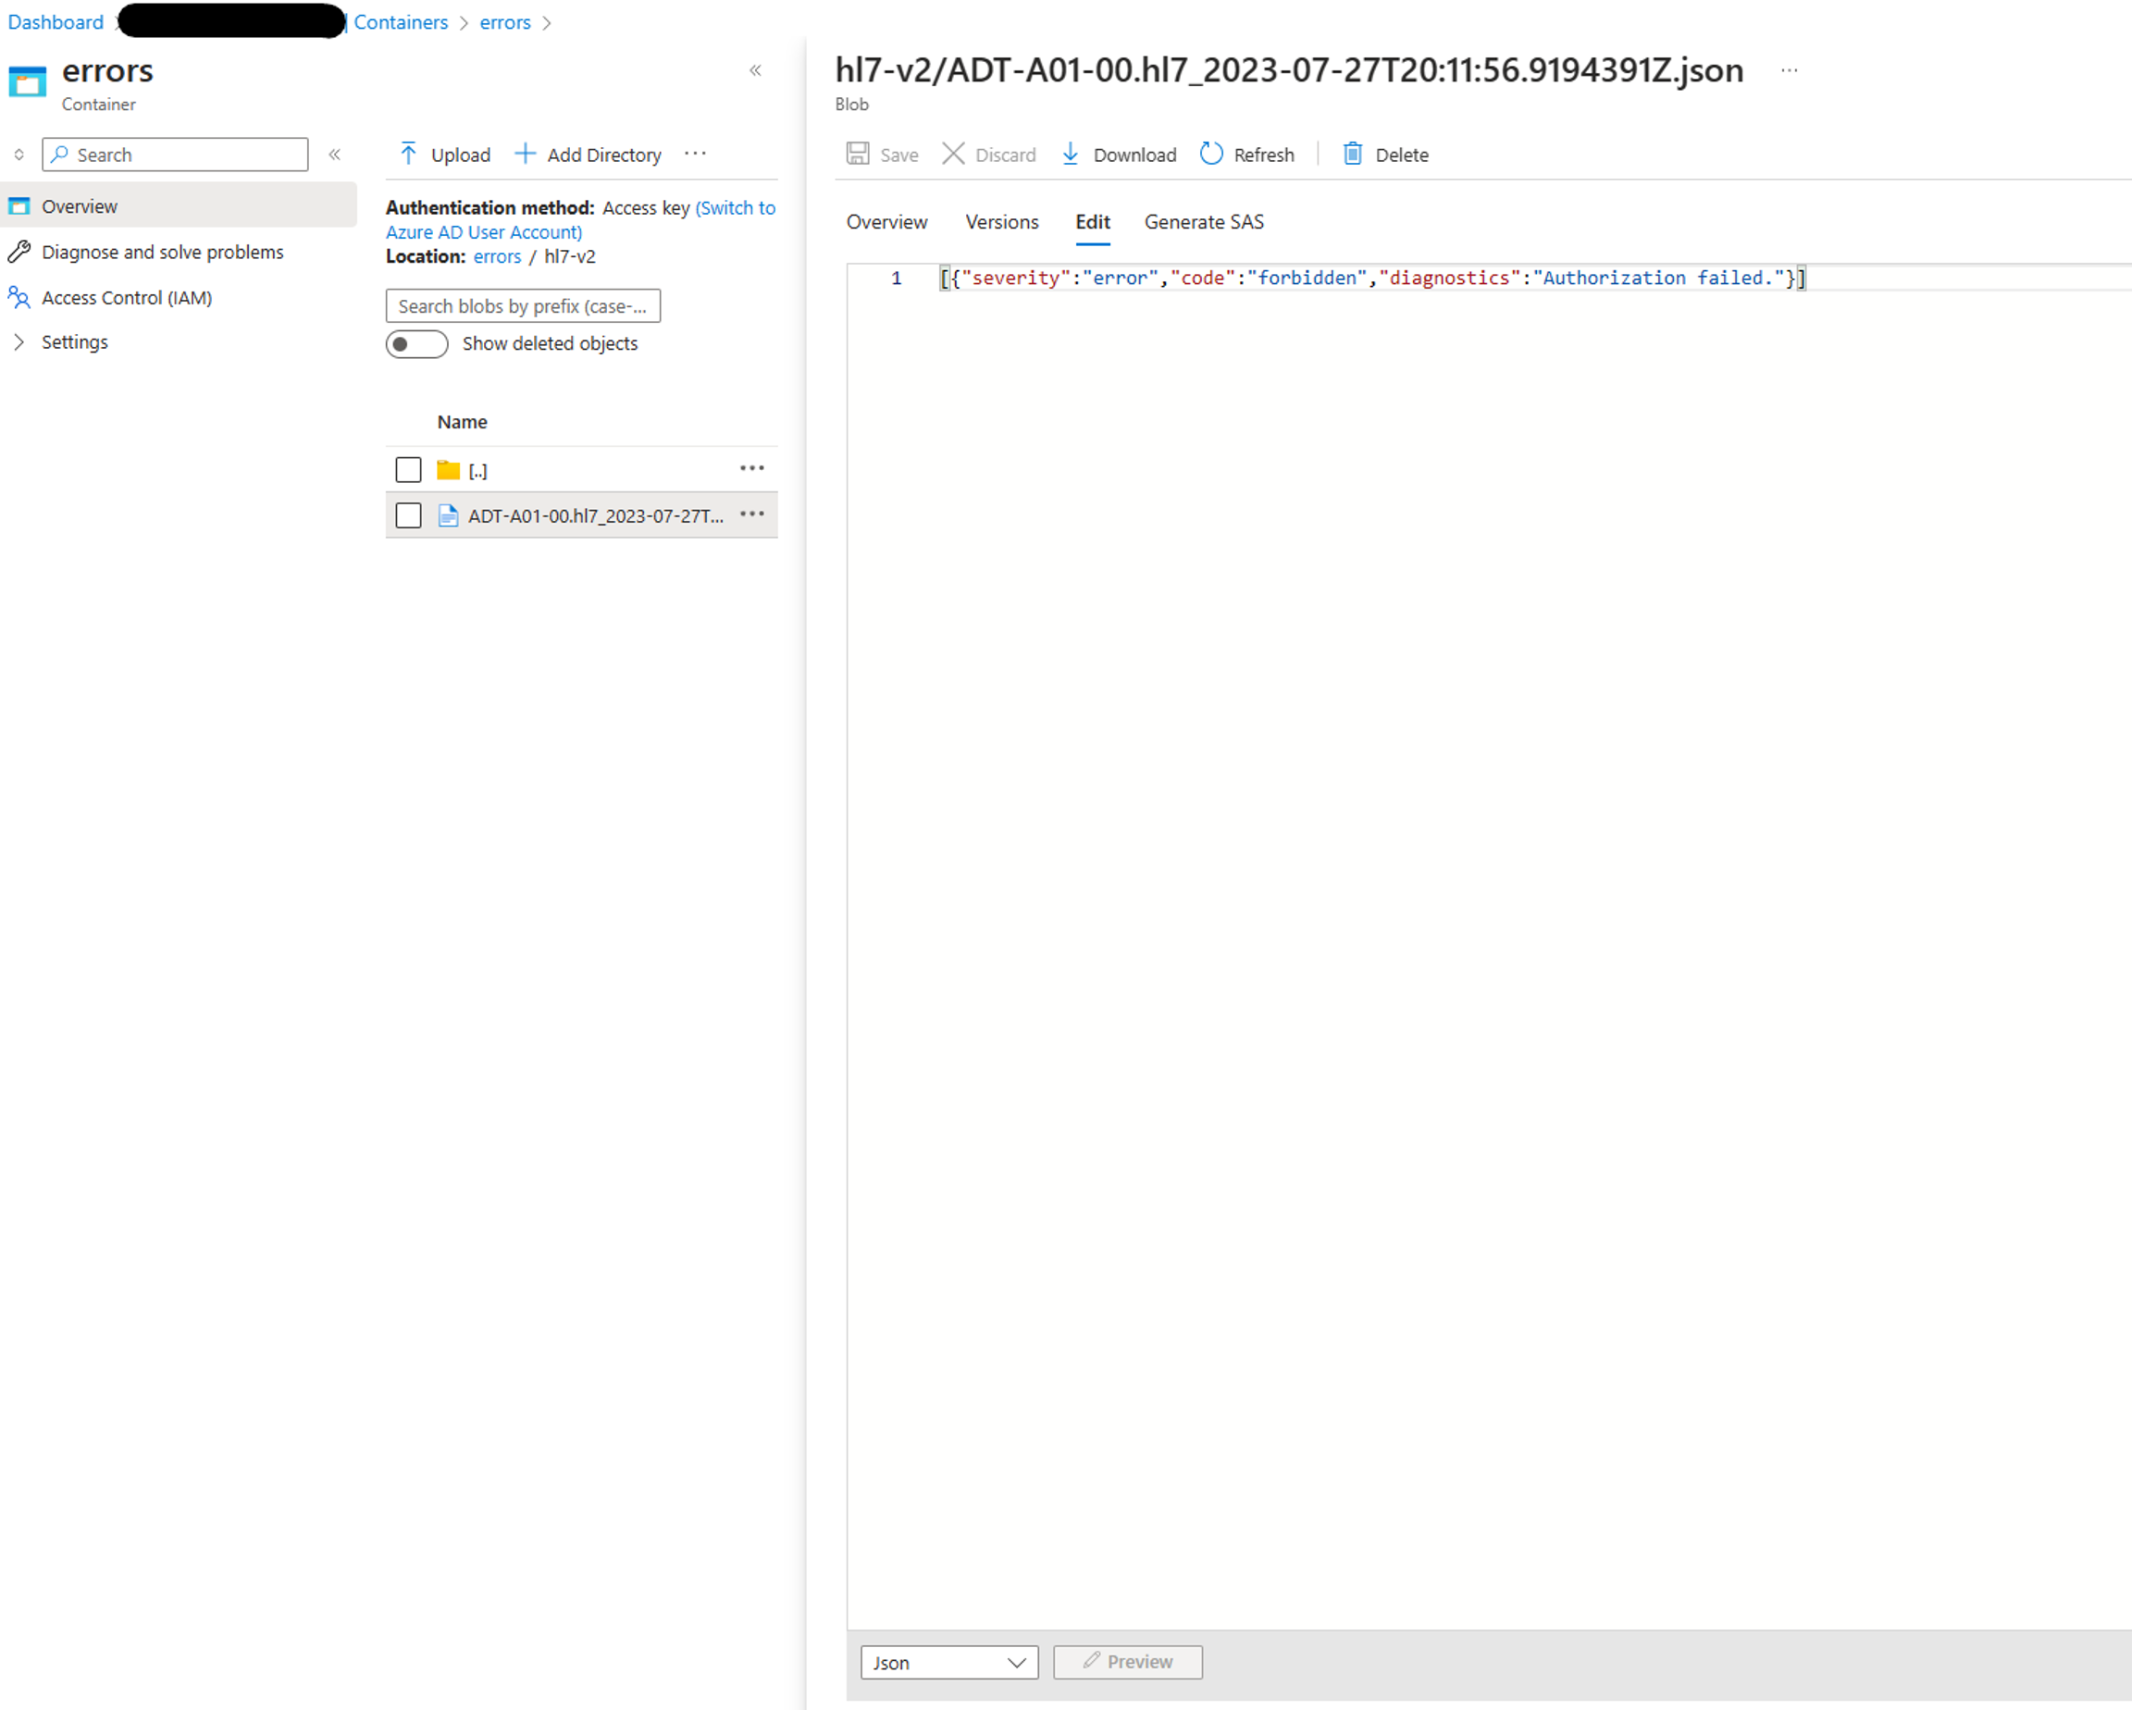 Dashboard > Containers > errors >
errors
Container
«
Search
«
Overview
Diagnose and solve problems
Access Control (IAM)
Settings
Upload
Add Directory
...
Authentication method: Access key (Switch to
Azure AD User Account)
Location: errors / hl7-v2
Search blobs by prefix (case-...
Show deleted objects
Name
[..]
...
ADT-A01-00.hl7_2023-07-27T...
...
hl7-v2/ADT-A01-00.hl7_2023-07-27T20:11:56.9194391Z.json
...
Blob
Save
Discard
Download
Refresh
Delete
Overview
Versions
Edit
Generate SAS
1 [{"severity":"error","code":"forbidden","diagnostics":"Authorization failed."}]
Json
Preview